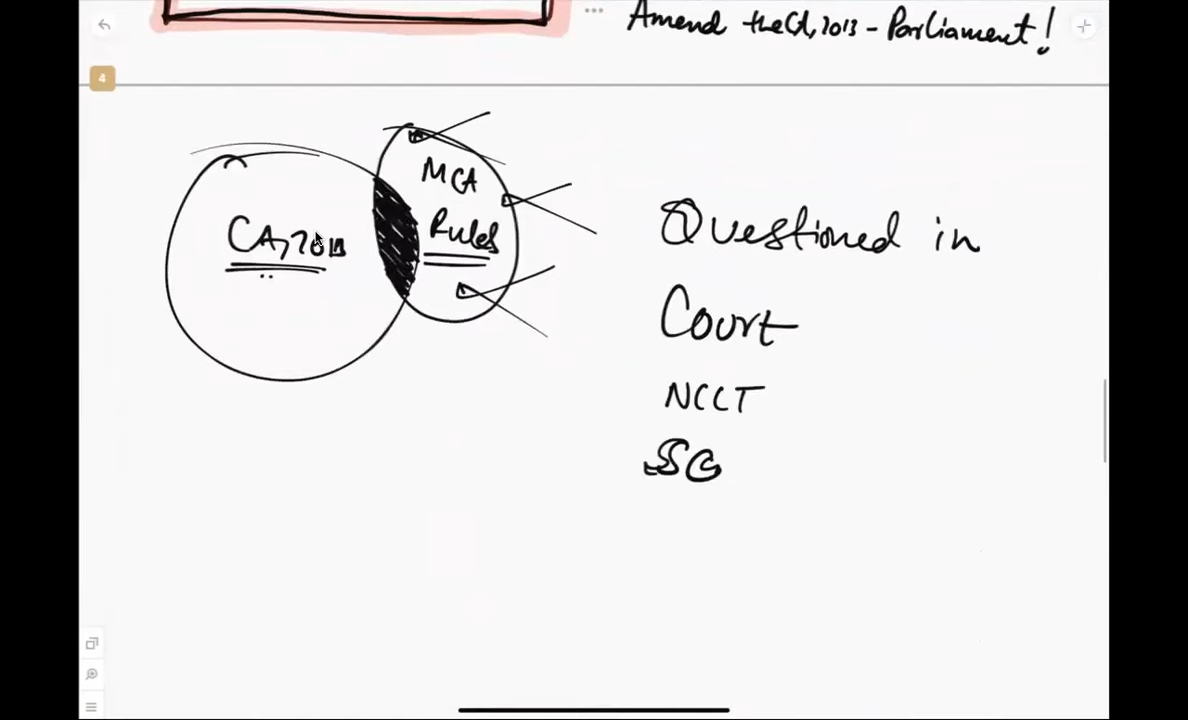 Amend the CA, 2013 - Parliament!
4
CA, 2013
MCA
Rules
Questioned in
Court
NCLT
SC